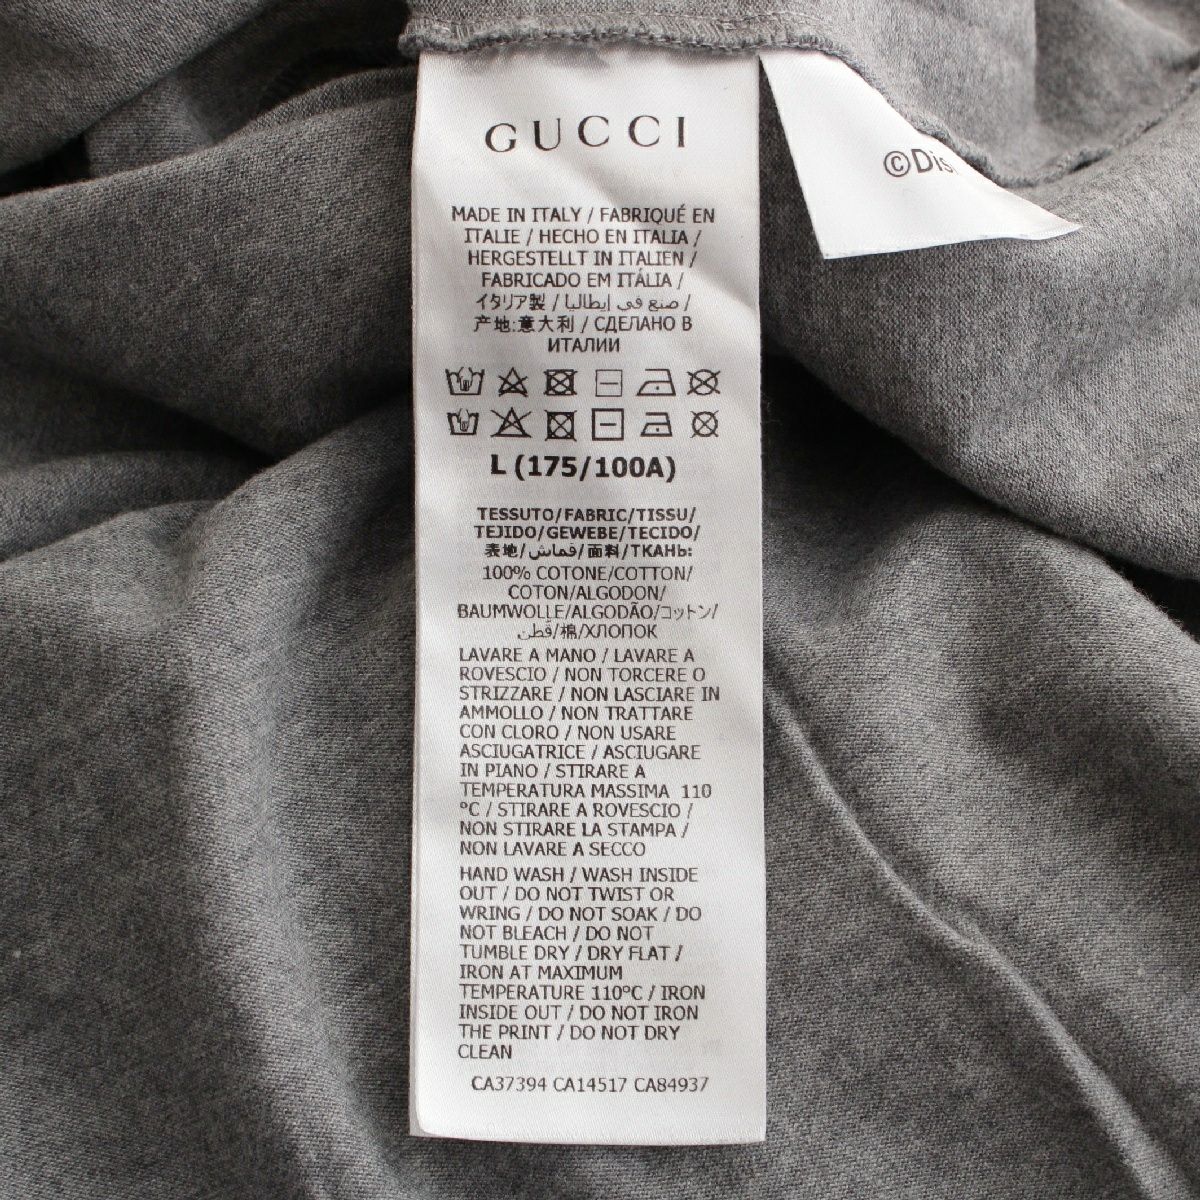 GUCCI
©Dis
MADE IN ITALY / FABRIQUÉ EN
ITALIE / HECHO EN ITALIA /
HERGESTELLT IN ITALIEN /
FABRICADO EM ITÁLIA /
イタリア製 / صنع في إيطاليا /
产地:意大利 / СДЕЛАНО В
ИТАЛИИ
L (175/100A)
TESSUTO/FABRIC/TISSU/
TEJIDO/GEWEBE/TECIDO/
表地/قماش/面料/ТКАНЬ:
100% COTONE/COTTON/
COTON/ALGODON/
BAUMWOLLE/ALGODÃO/コットン/
قطن/棉/ХЛОПОК
LAVARE A MANO / LAVARE A
ROVESCIO / NON TORCERE O
STRIZZARE / NON LASCIARE IN
AMMOLLO / NON TRATTARE
CON CLORO / NON USARE
ASCIUGATRICE / ASCIUGARE
IN PIANO / STIRARE A
TEMPERATURA MASSIMA 110
°C / STIRARE A ROVESCIO /
NON STIRARE LA STAMPA /
NON LAVARE A SECCO
HAND WASH / WASH INSIDE
OUT / DO NOT TWIST OR
WRING / DO NOT SOAK / DO
NOT BLEACH / DO NOT
TUMBLE DRY / DRY FLAT /
IRON AT MAXIMUM
TEMPERATURE 110°C / IRON
INSIDE OUT / DO NOT IRON
THE PRINT / DO NOT DRY
CLEAN
CA37394 CA14517 CA84937